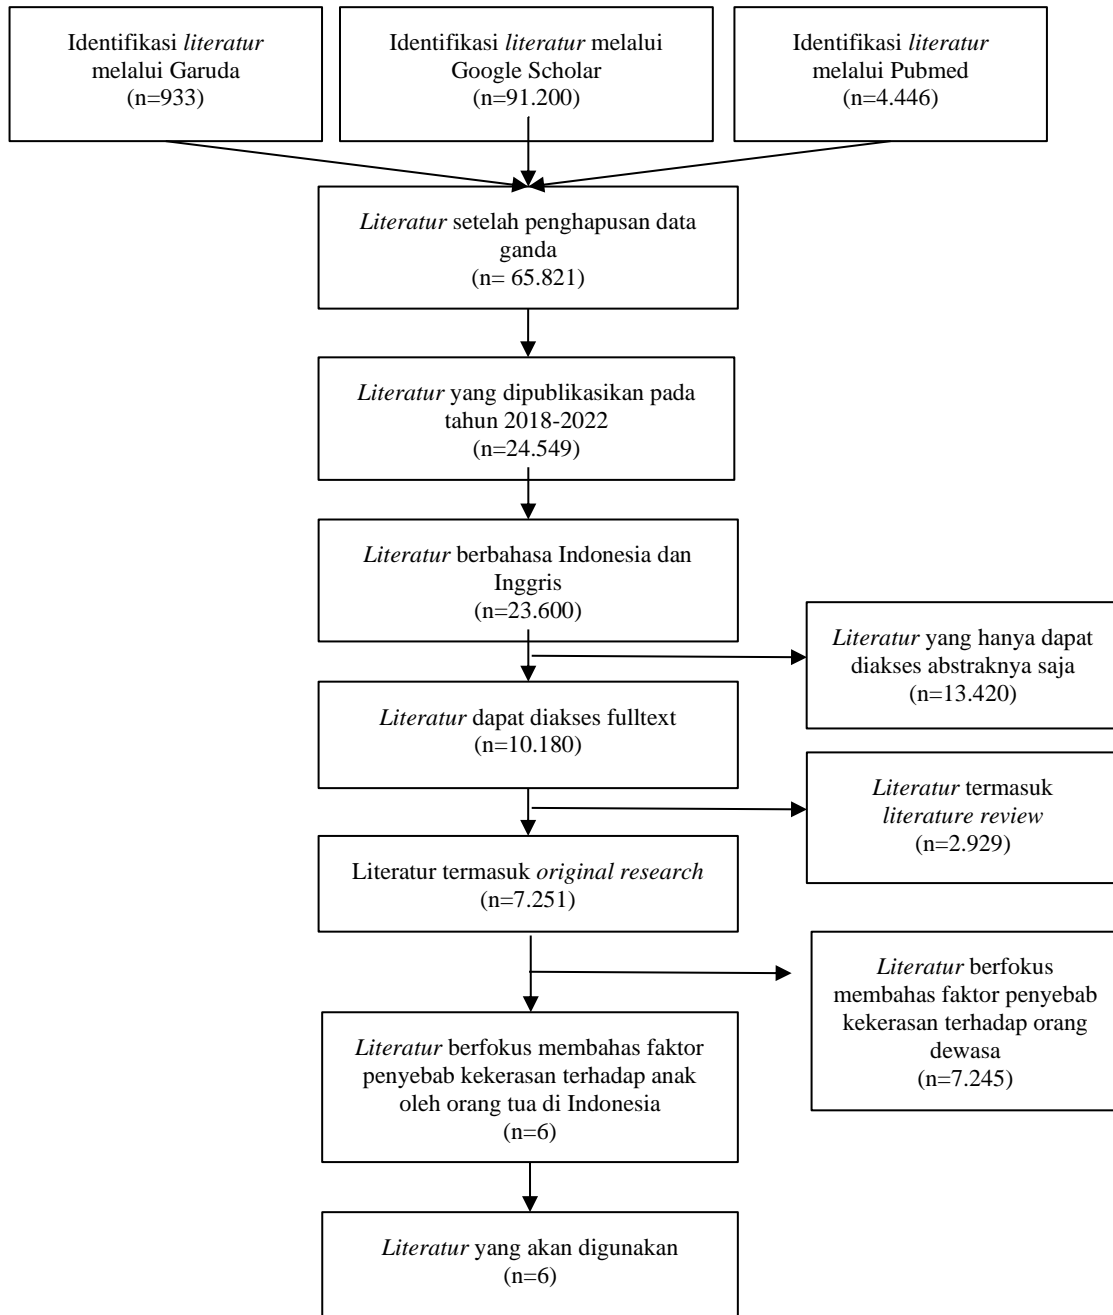 Identifikasi literatur
melalui Garuda
(n=933)
Identifikasi literatur melalui
Google Scholar
(n=91.200)
Identifikasi literatur
melalui Pubmed
(n=4.446)
Literatur setelah penghapusan data
ganda
(n= 65.821)
Literatur yang dipublikasikan pada
tahun 2018-2022
(n=24.549)
Literatur berbahasa Indonesia dan
Inggris
(n=23.600)
Literatur yang hanya dapat
diakses abstraknya saja
(n=13.420)
Literatur dapat diakses fulltext
(n=10.180)
Literatur termasuk
literature review
(n=2.929)
Literatur termasuk original research
(n=7.251)
Literatur berfokus
membahas faktor penyebab
kekerasan terhadap orang
dewasa
(n=7.245)
Literatur berfokus membahas faktor
penyebab kekerasan terhadap anak
oleh orang tua di Indonesia
(n=6)
Literatur yang akan digunakan
(n=6)